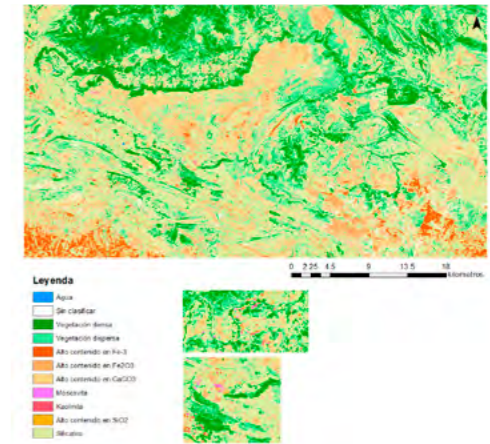 0 2.25 4.5 9 13.5 18
Kilometros
Leyenda
Agua
Sin clasificar
Vegetación densa
Vegetación dispersa
Alto contenido en Fe-3
Alto contenido en Fe2O3
Alto contenido en CaCO3
Moscovita
Kaolinita
Alto contenido en SiO2
Silicatos